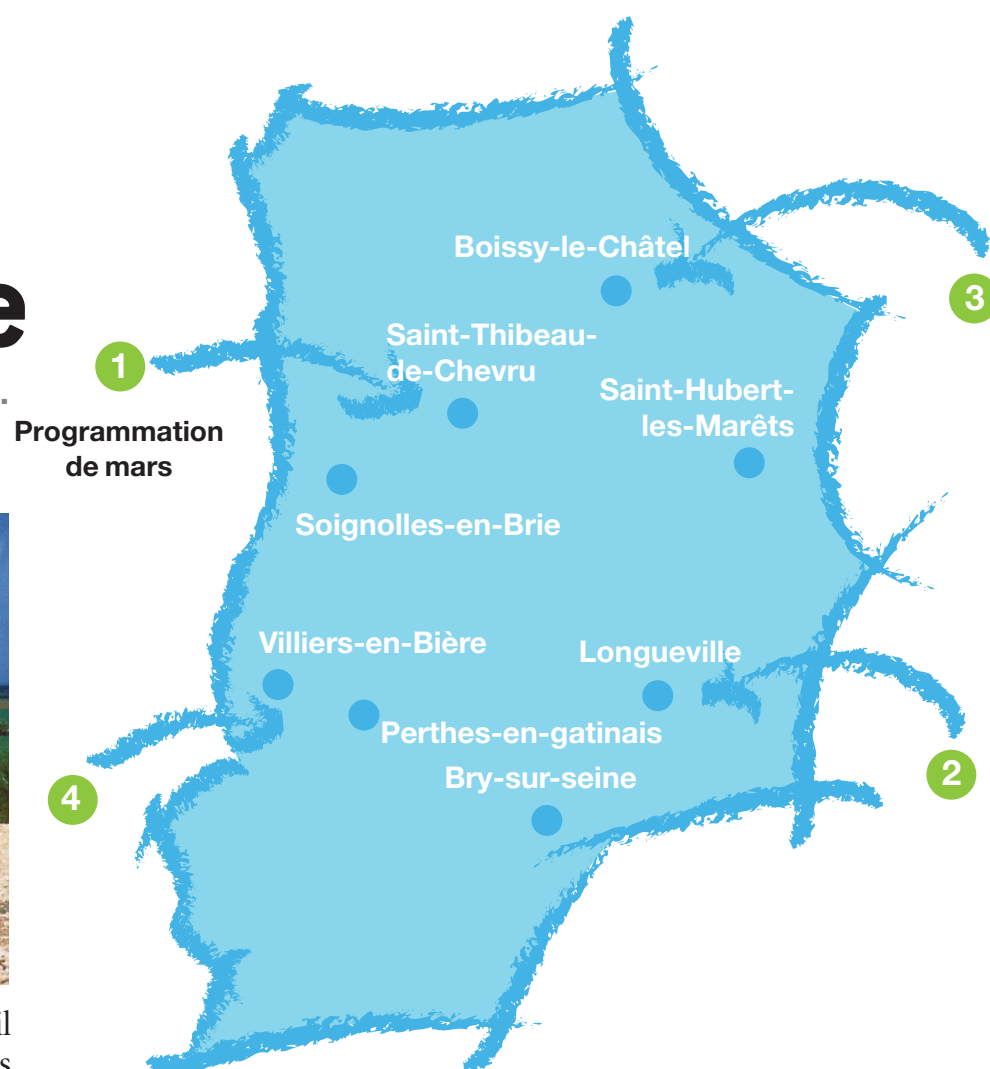 e
.
Boissy-le-Châtel
3
Saint-Thibeau-
de-Chevru
1
Saint-Hubert-
les-Marêts
Programmation
de mars
Soignolles-en-Brie
Villiers-en-Bière
Longueville
Perthes-en-gatinais
Bry-sur-seine
2
4
il
s